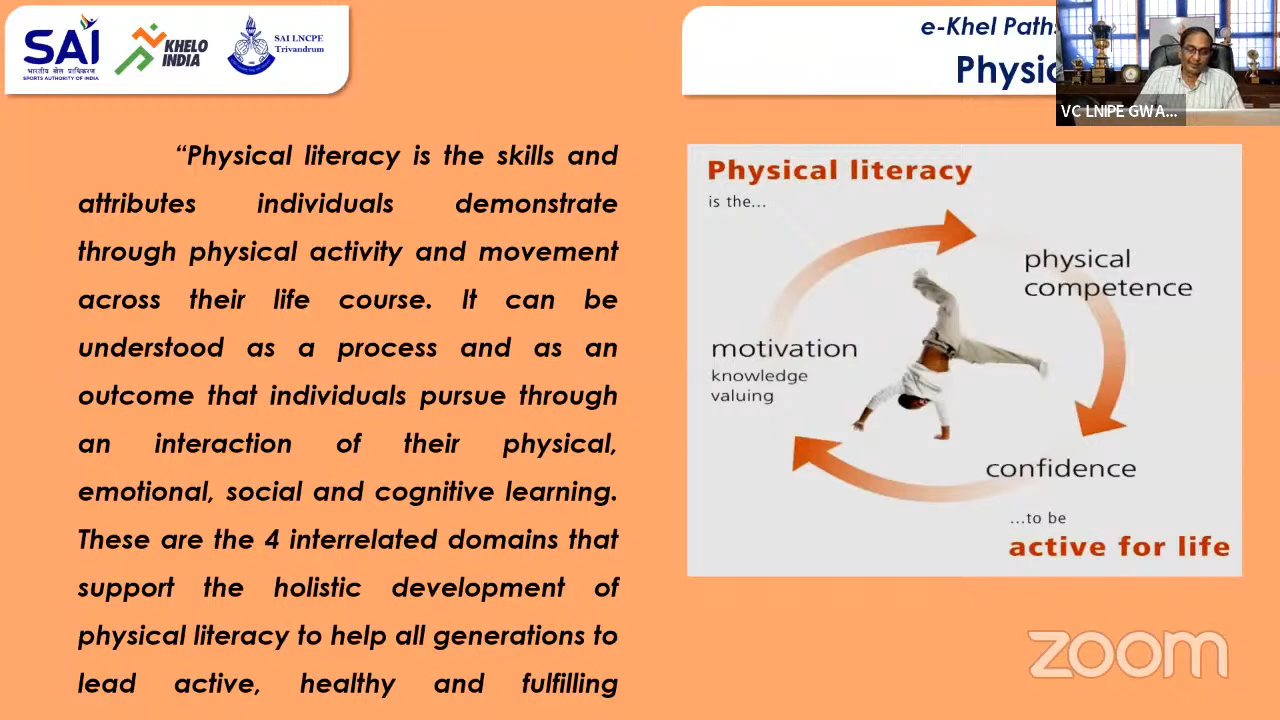 SAI
भारतीय खेल प्राधिकरण
SPORTS AUTHORITY OF INDIA
KHELO
INDIA
SAI LNCPE
Trivandrum
e-Khel
Physic
VC LNIPE GWA...
“Physical literacy is the skills and
attributes individuals demonstrate
through physical activity and movement
across their life course. It can be
understood as a process and as an
outcome that individuals pursue through
an interaction of their physical,
emotional, social and cognitive learning.
These are the 4 interrelated domains that
support the holistic development of
physical literacy to help all generations to
lead active, healthy and fulfilling
Physical literacy
is the...
physical
competence
motivation
knowledge
valuing
confidence
...to be
active for life
zoom